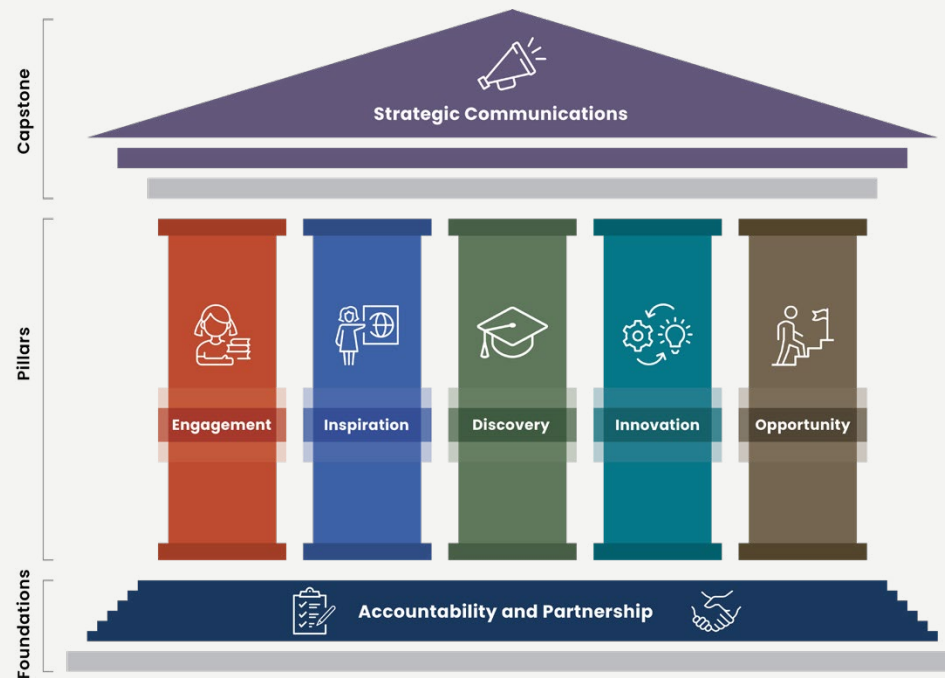 Capstone
Strategic Communications
Pillars
Engagement
Inspiration
Discovery
Innovation
Opportunity
Foundations
Accountability and Partnership